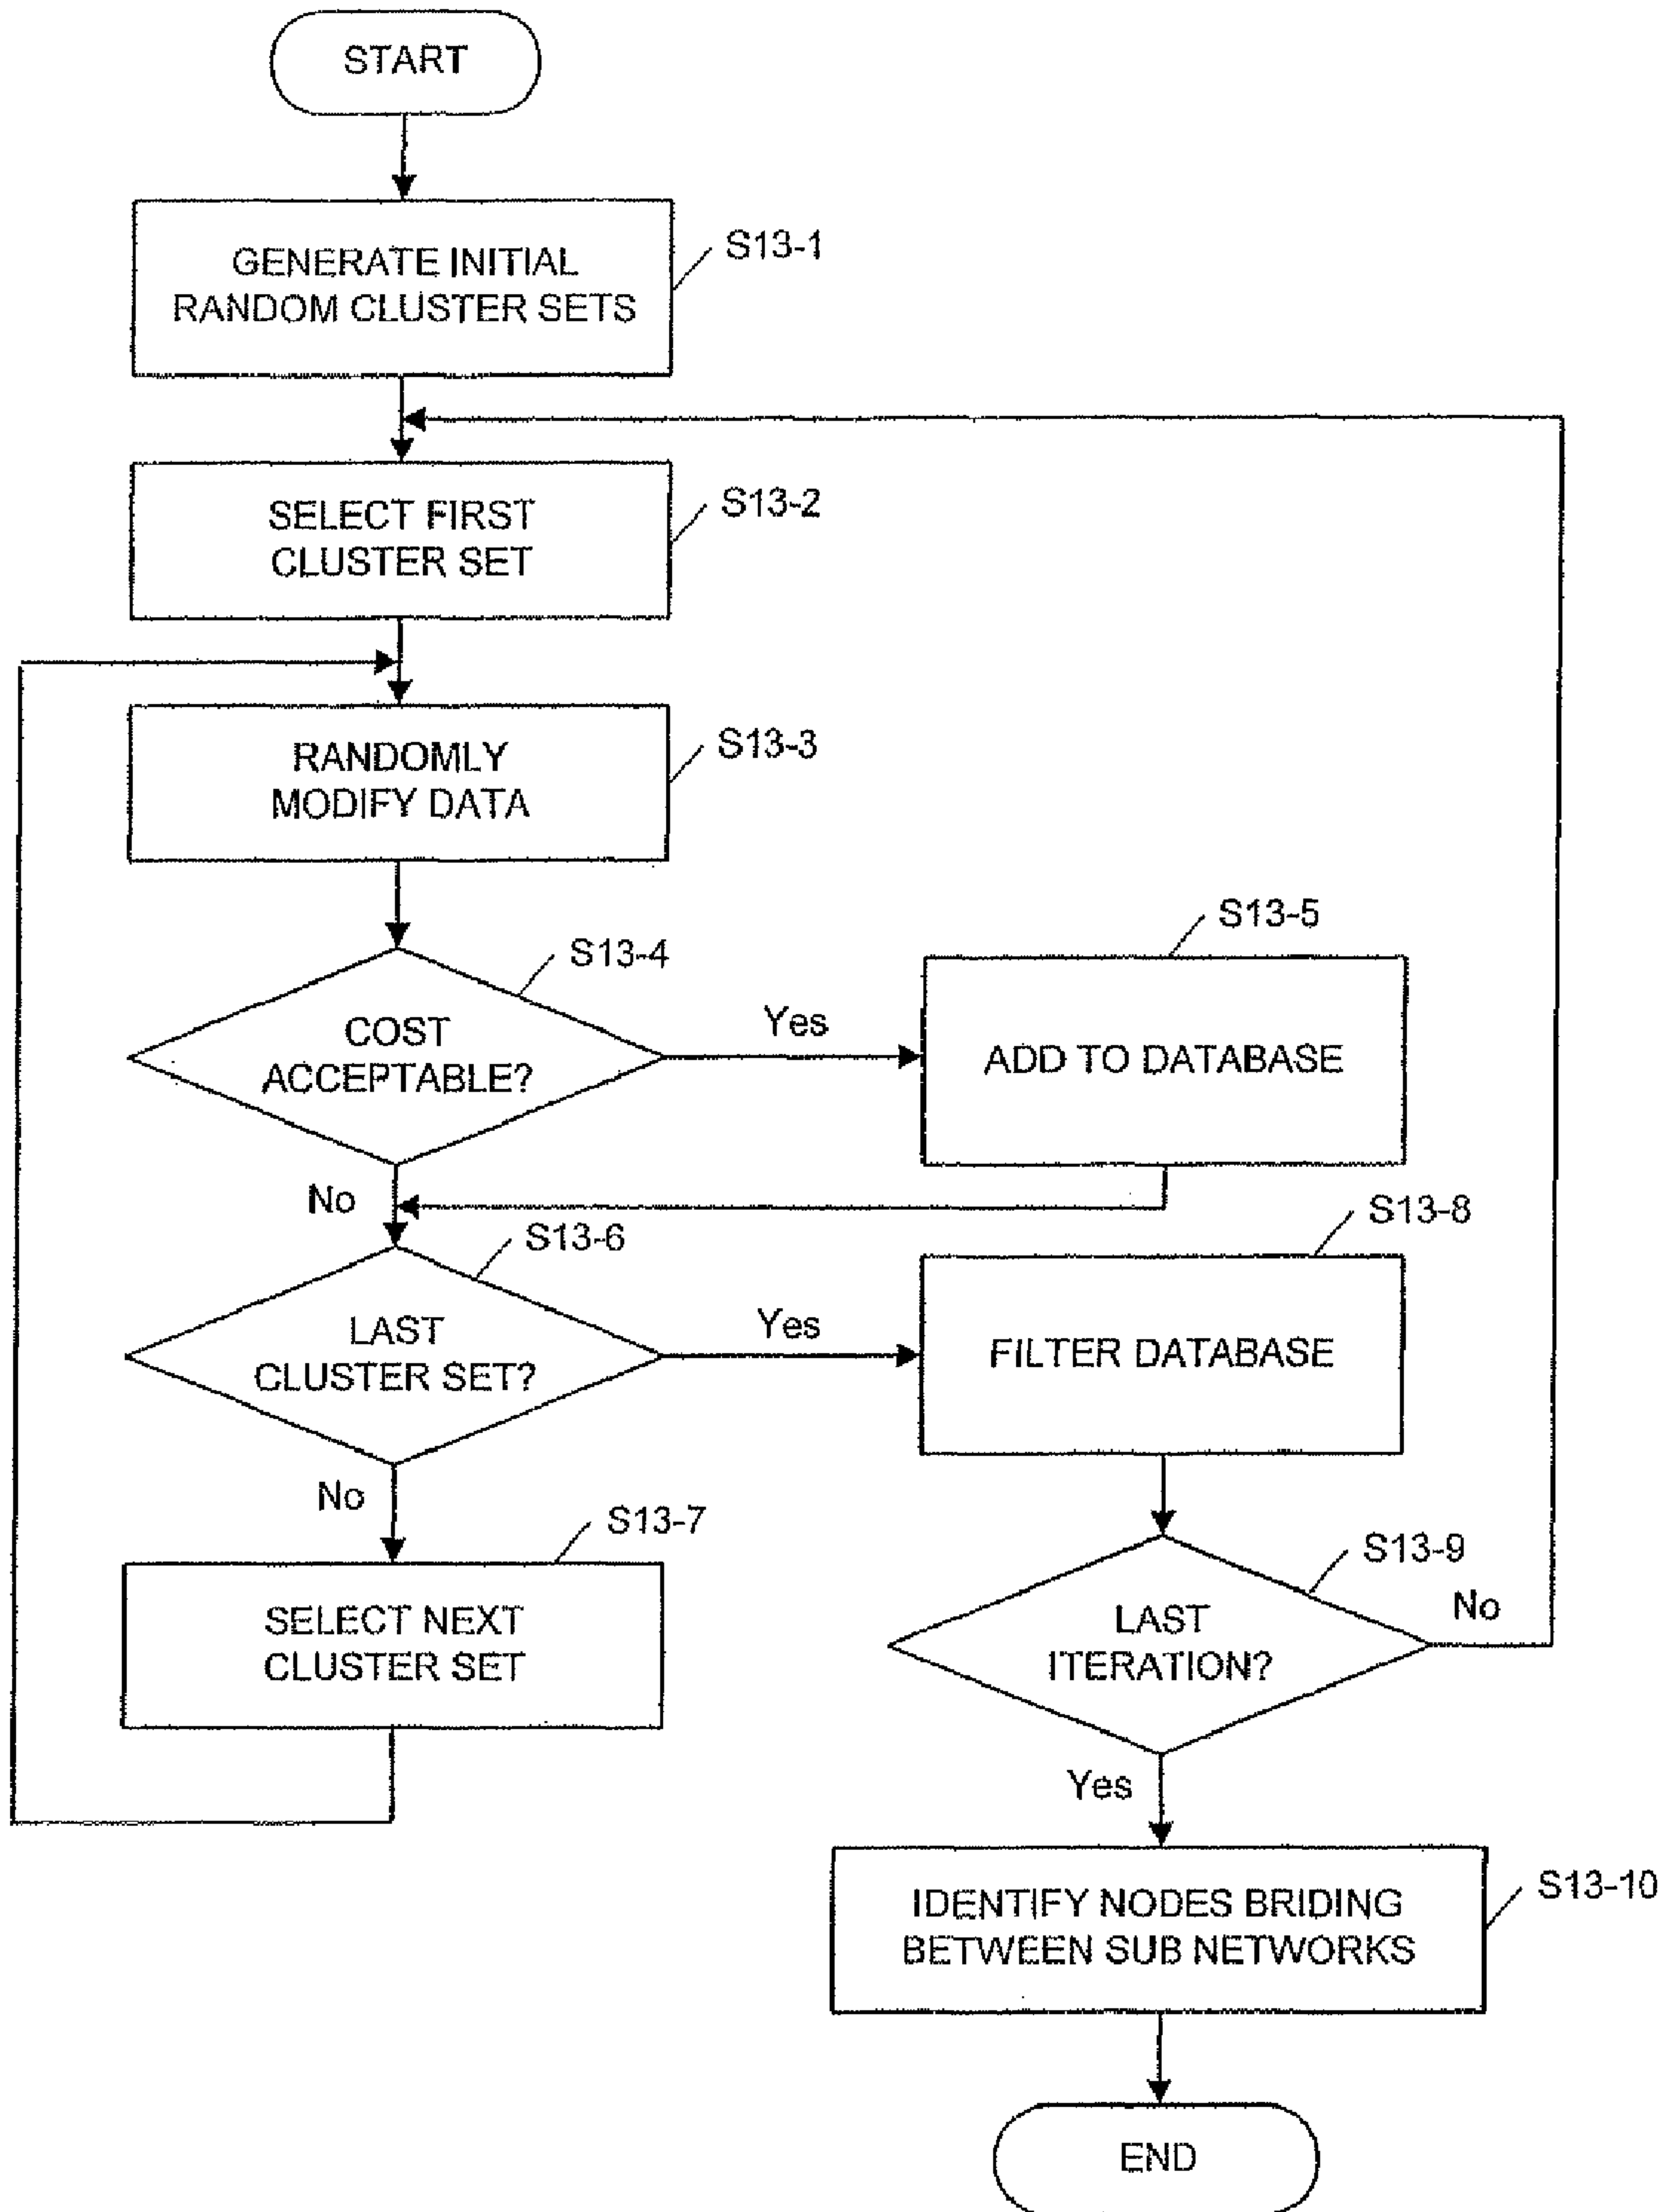 START
GENERATE INITIAL
RANDOM CLUSTER SETS
S13-1
SELECT FIRST
CLUSTER SET
S13-2
RANDOMLY
MODIFY DATA
S13-3
S13-4
COST
ACCEPTABLE?
Yes
S13-5
ADD TO DATABASE
No
S13-6
LAST
CLUSTER SET?
Yes
S13-8
FILTER DATABASE
No
S13-7
SELECT NEXT
CLUSTER SET
S13-9
LAST
ITERATION?
No
Yes
IDENTIFY NODES BRIDING
BETWEEN SUB NETWORKS
S13-10
END